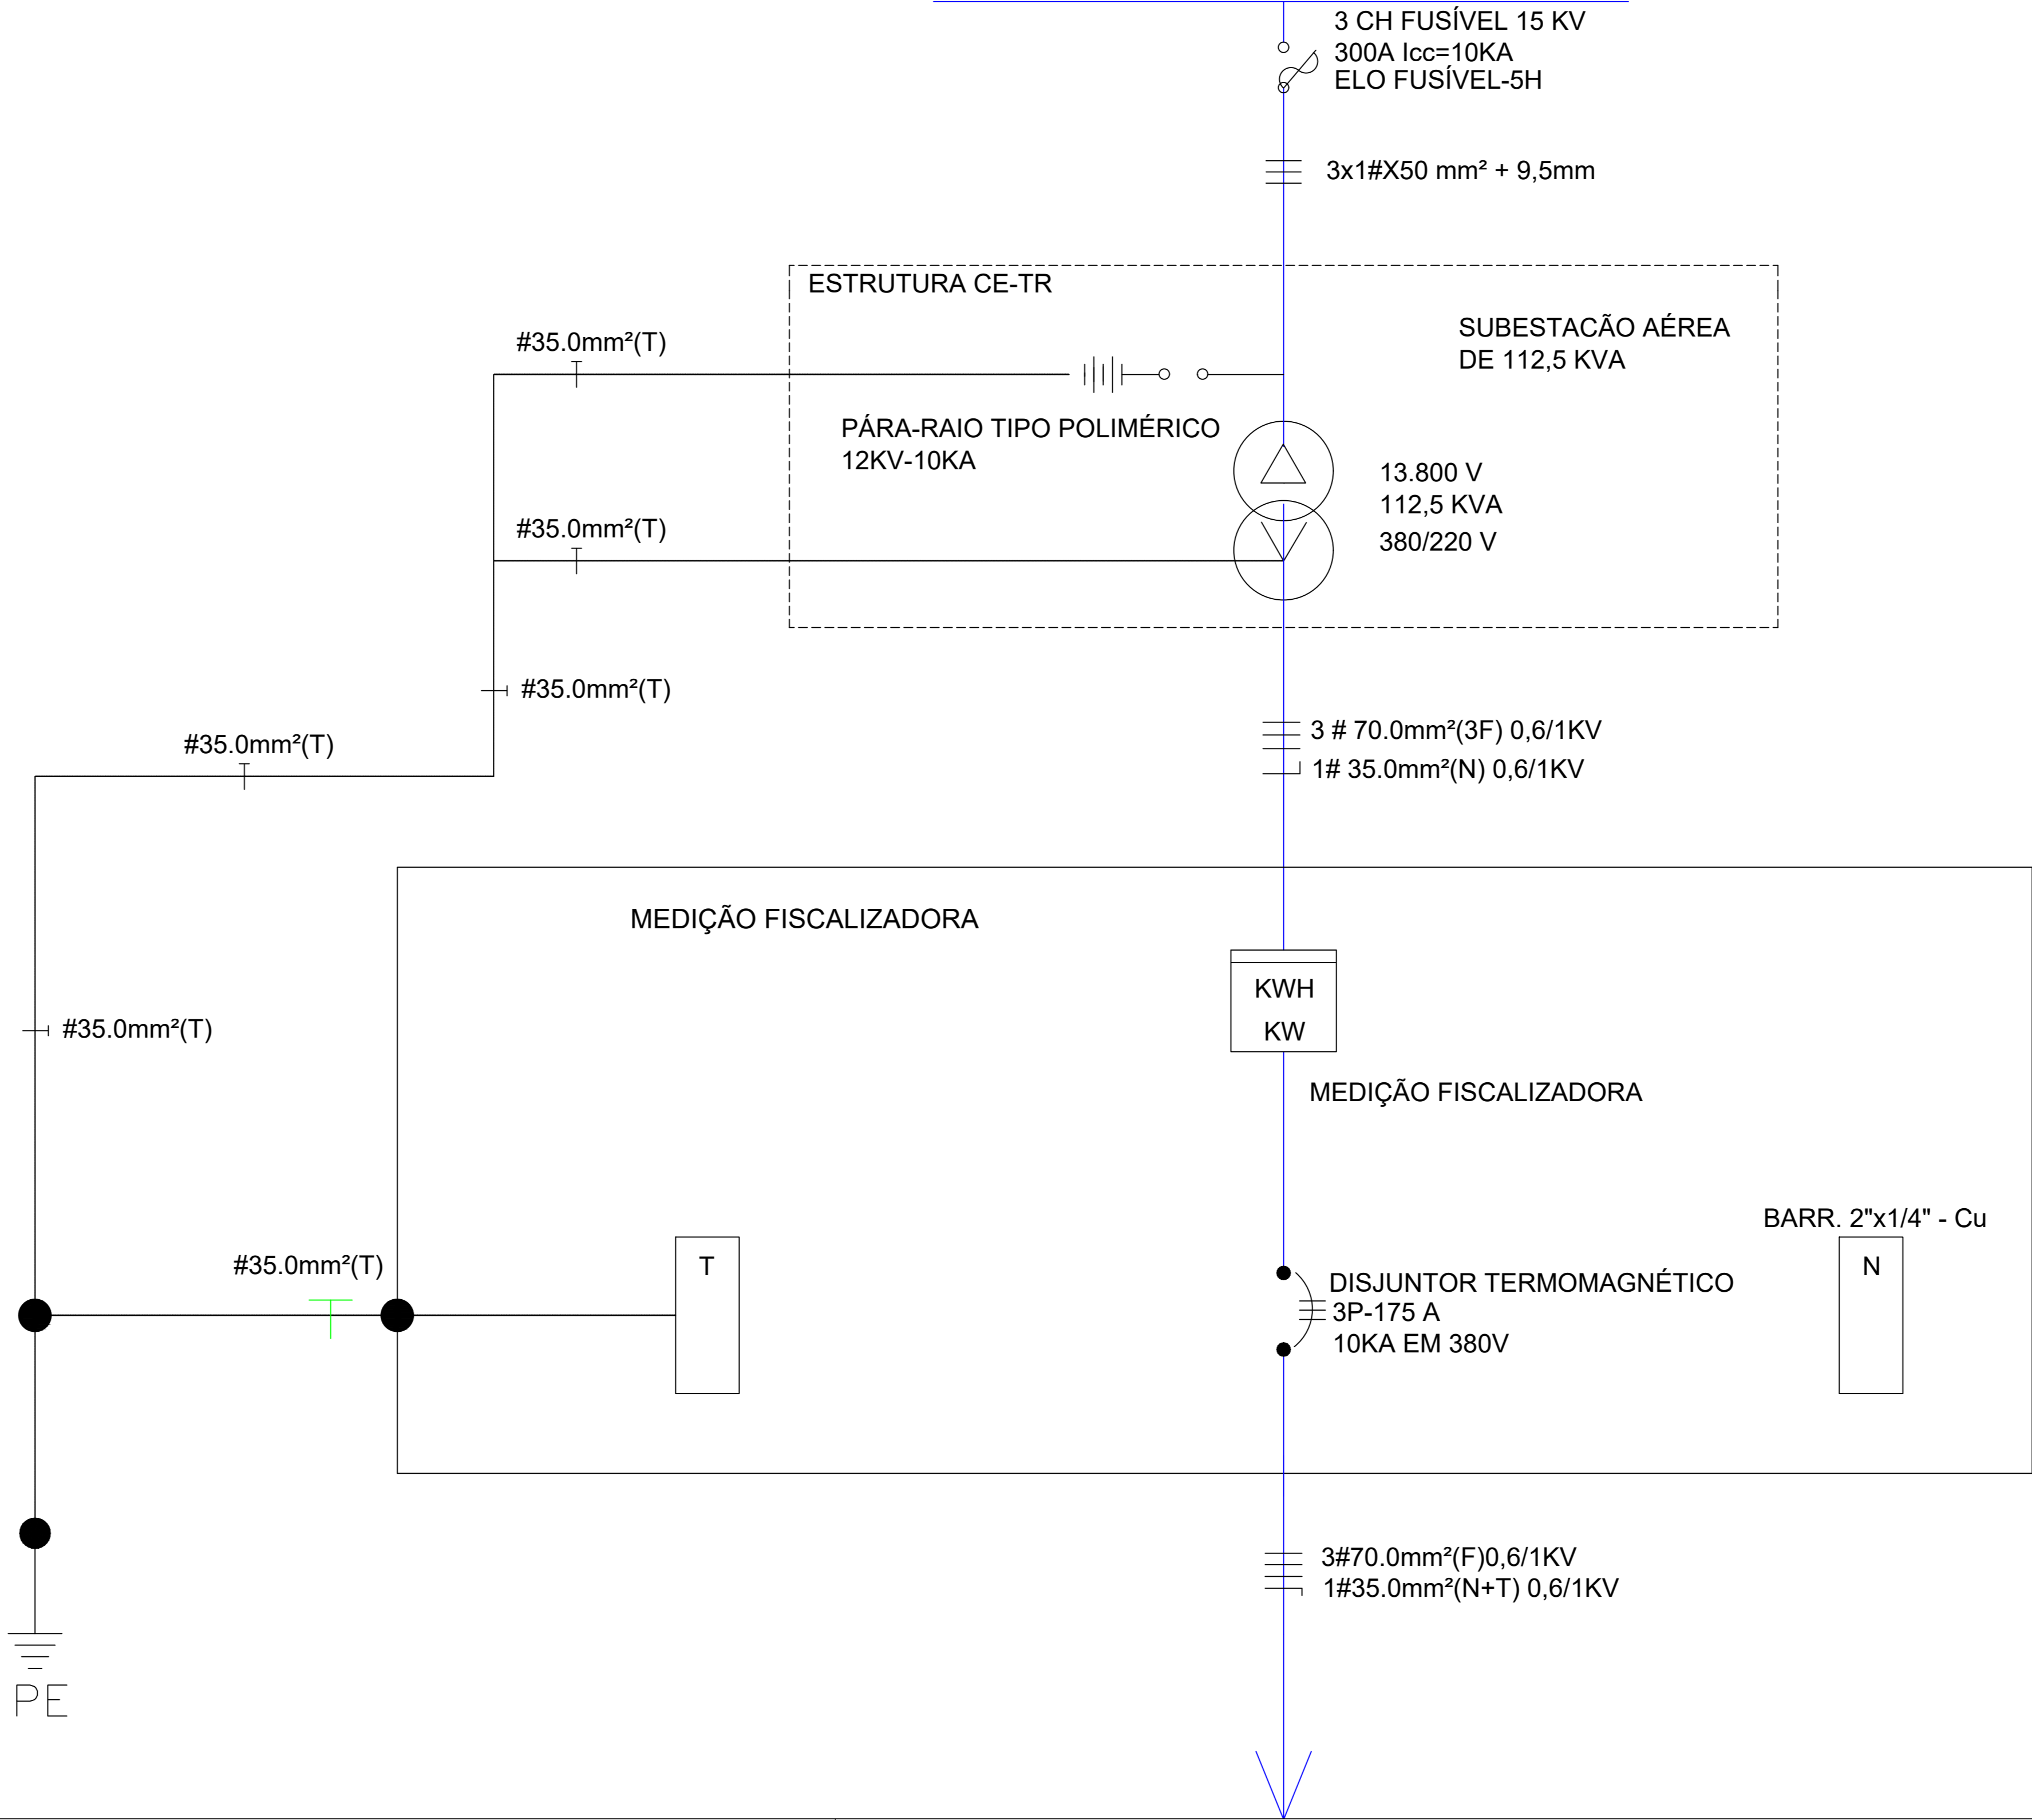 3 CH FUSÍVEL 15 KV
300A Icc=10KA
ELO FUSÍVEL-5H
3x1#X50 mm² + 9,5mm
ESTRUTURA CE-TR
SUBESTACÃO AÉREA
DE 112,5 KVA
#35.0mm²(T)
PÁRA-RAIO TIPO POLIMÉRICO
12KV-10KA
13.800 V
112,5 KVA
380/220 V
#35.0mm²(T)
#35.0mm²(T)
#35.0mm²(T)
3 # 70.0mm²(3F) 0,6/1KV
1# 35.0mm²(N) 0,6/1KV
MEDIÇÃO FISCALIZADORA
KWH
KW
#35.0mm²(T)
MEDIÇÃO FISCALIZADORA
BARR. 2"x1/4" - Cu
#35.0mm²(T)
T
N
DISJUNTOR TERMOMAGNÉTICO
3P-175 A
10KA EM 380V
3#70.0mm²(F)0,6/1KV
1#35.0mm²(N+T) 0,6/1KV
PE